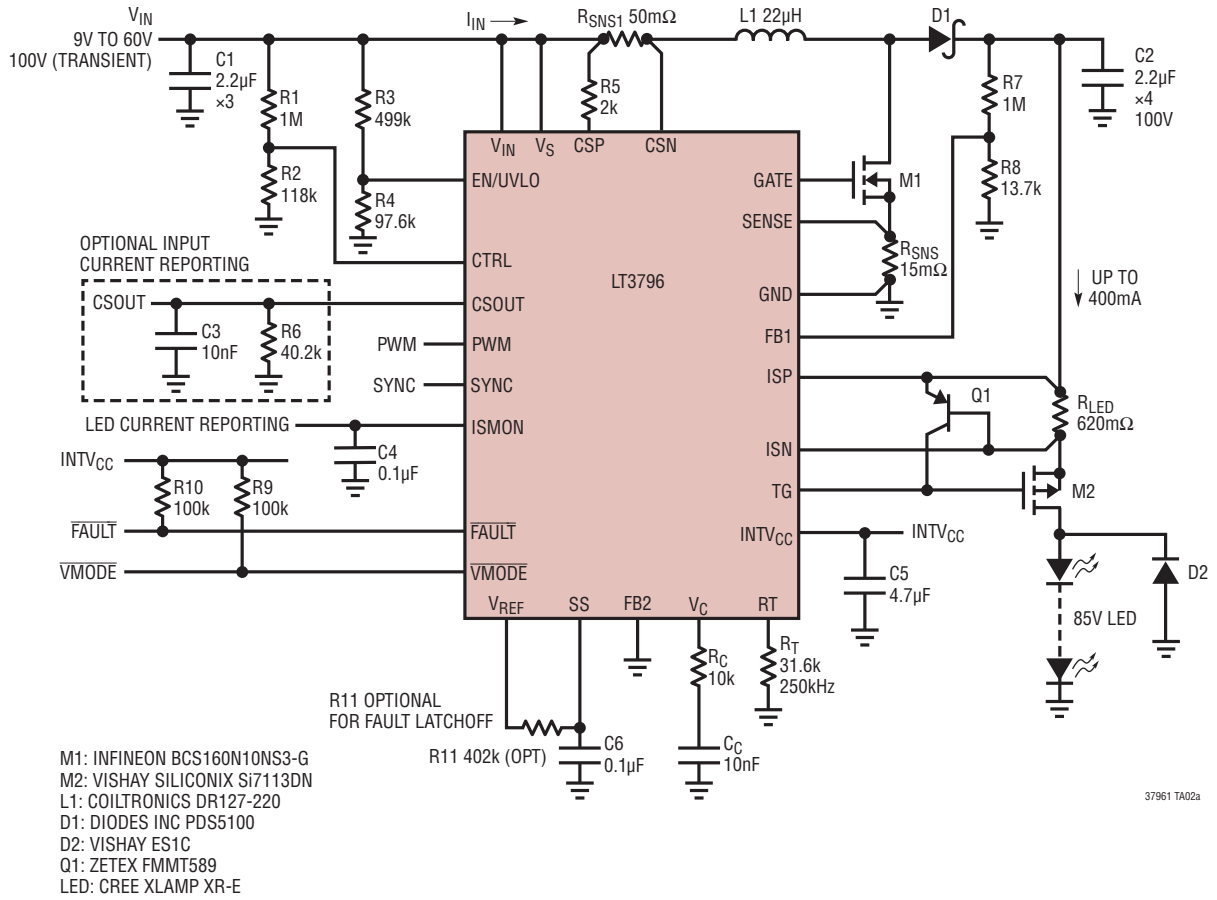 VIN
9V TO 60V
100V (TRANSIENT)
IIN
RSNS1 50mΩ
L1 22µH
D1
C1
2.2µF
×3
R1
1M
R3
499k
R5
2k
R7
1M
C2
2.2µF
×4
100V
VIN
VS
CSP
CSN
R2
118k
EN/UVLO
R4
97.6k
GATE
M1
R8
13.7k
SENSE
RSNS
15mΩ
OPTIONAL INPUT
CURRENT REPORTING
CTRL
LT3796
UP TO
400mA
CSOUT
CSOUT
GND
C3
10nF
R6
40.2k
FB1
PWM
PWM
ISP
SYNC
SYNC
Q1
RLED
620mΩ
LED CURRENT REPORTING
ISMON
ISN
C4
0.1µF
INTVCC
R10
100k
R9
100k
TG
M2
FAULT
FAULT
INTVCC
INTVCC
VMODE
VMODE
C5
4.7µF
D2
85V LED
VREF
SS
FB2
VC
RT
RC
10k
RT
31.6k
250kHz
R11 OPTIONAL
FOR FAULT LATCHOFF
R11 402k (OPT)
C6
0.1µF
CC
10nF
M1: INFINEON BCS160N10NS3-G
M2: VISHAY SILICONIX Si7113DN
L1: COILTRONICS DR127-220
D1: DIODES INC PDS5100
D2: VISHAY ES1C
Q1: ZETEX FMMT589
LED: CREE XLAMP XR-E
37961 TA02a